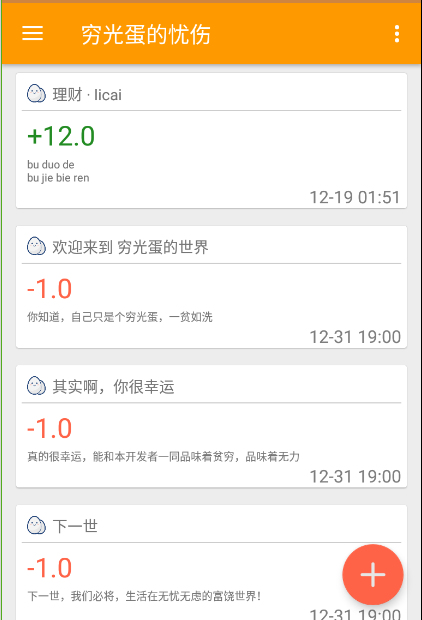 穷光蛋的忧伤
理财 · licai
+12.0
bu duo de
bu jie bie ren
12-19 01:51
欢迎来到 穷光蛋的世界
-1.0
你知道，自己只是个穷光蛋，一贫如洗
12-31 19:00
其实啊，你很幸运
-1.0
真的很幸运，能和本开发者一同品味着贫穷，品味着无力
12-31 19:00
下一世
-1.0
下一世，我们必将，生活在无忧无虑的富饶世界！
12-31 19:00